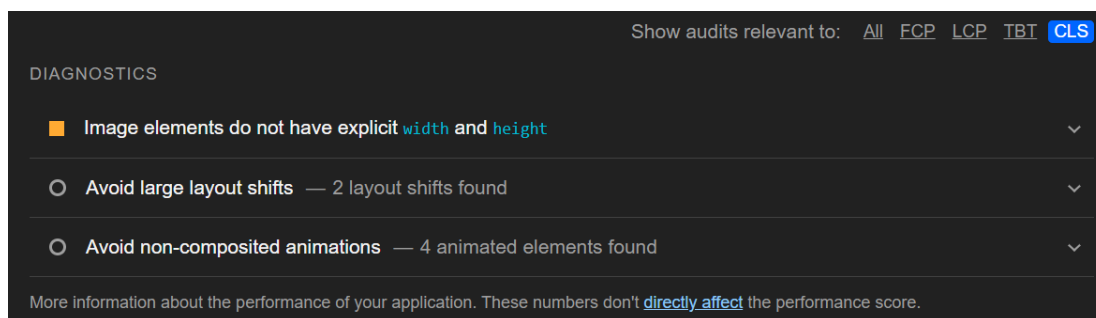 Show audits relevant to: All FCP LCP TBT CLS
DIAGNOSTICS
Image elements do not have explicit width and height
Avoid large layout shifts — 2 layout shifts found
Avoid non-composited animations — 4 animated elements found
More information about the performance of your application. These numbers don't directly affect the performance score.